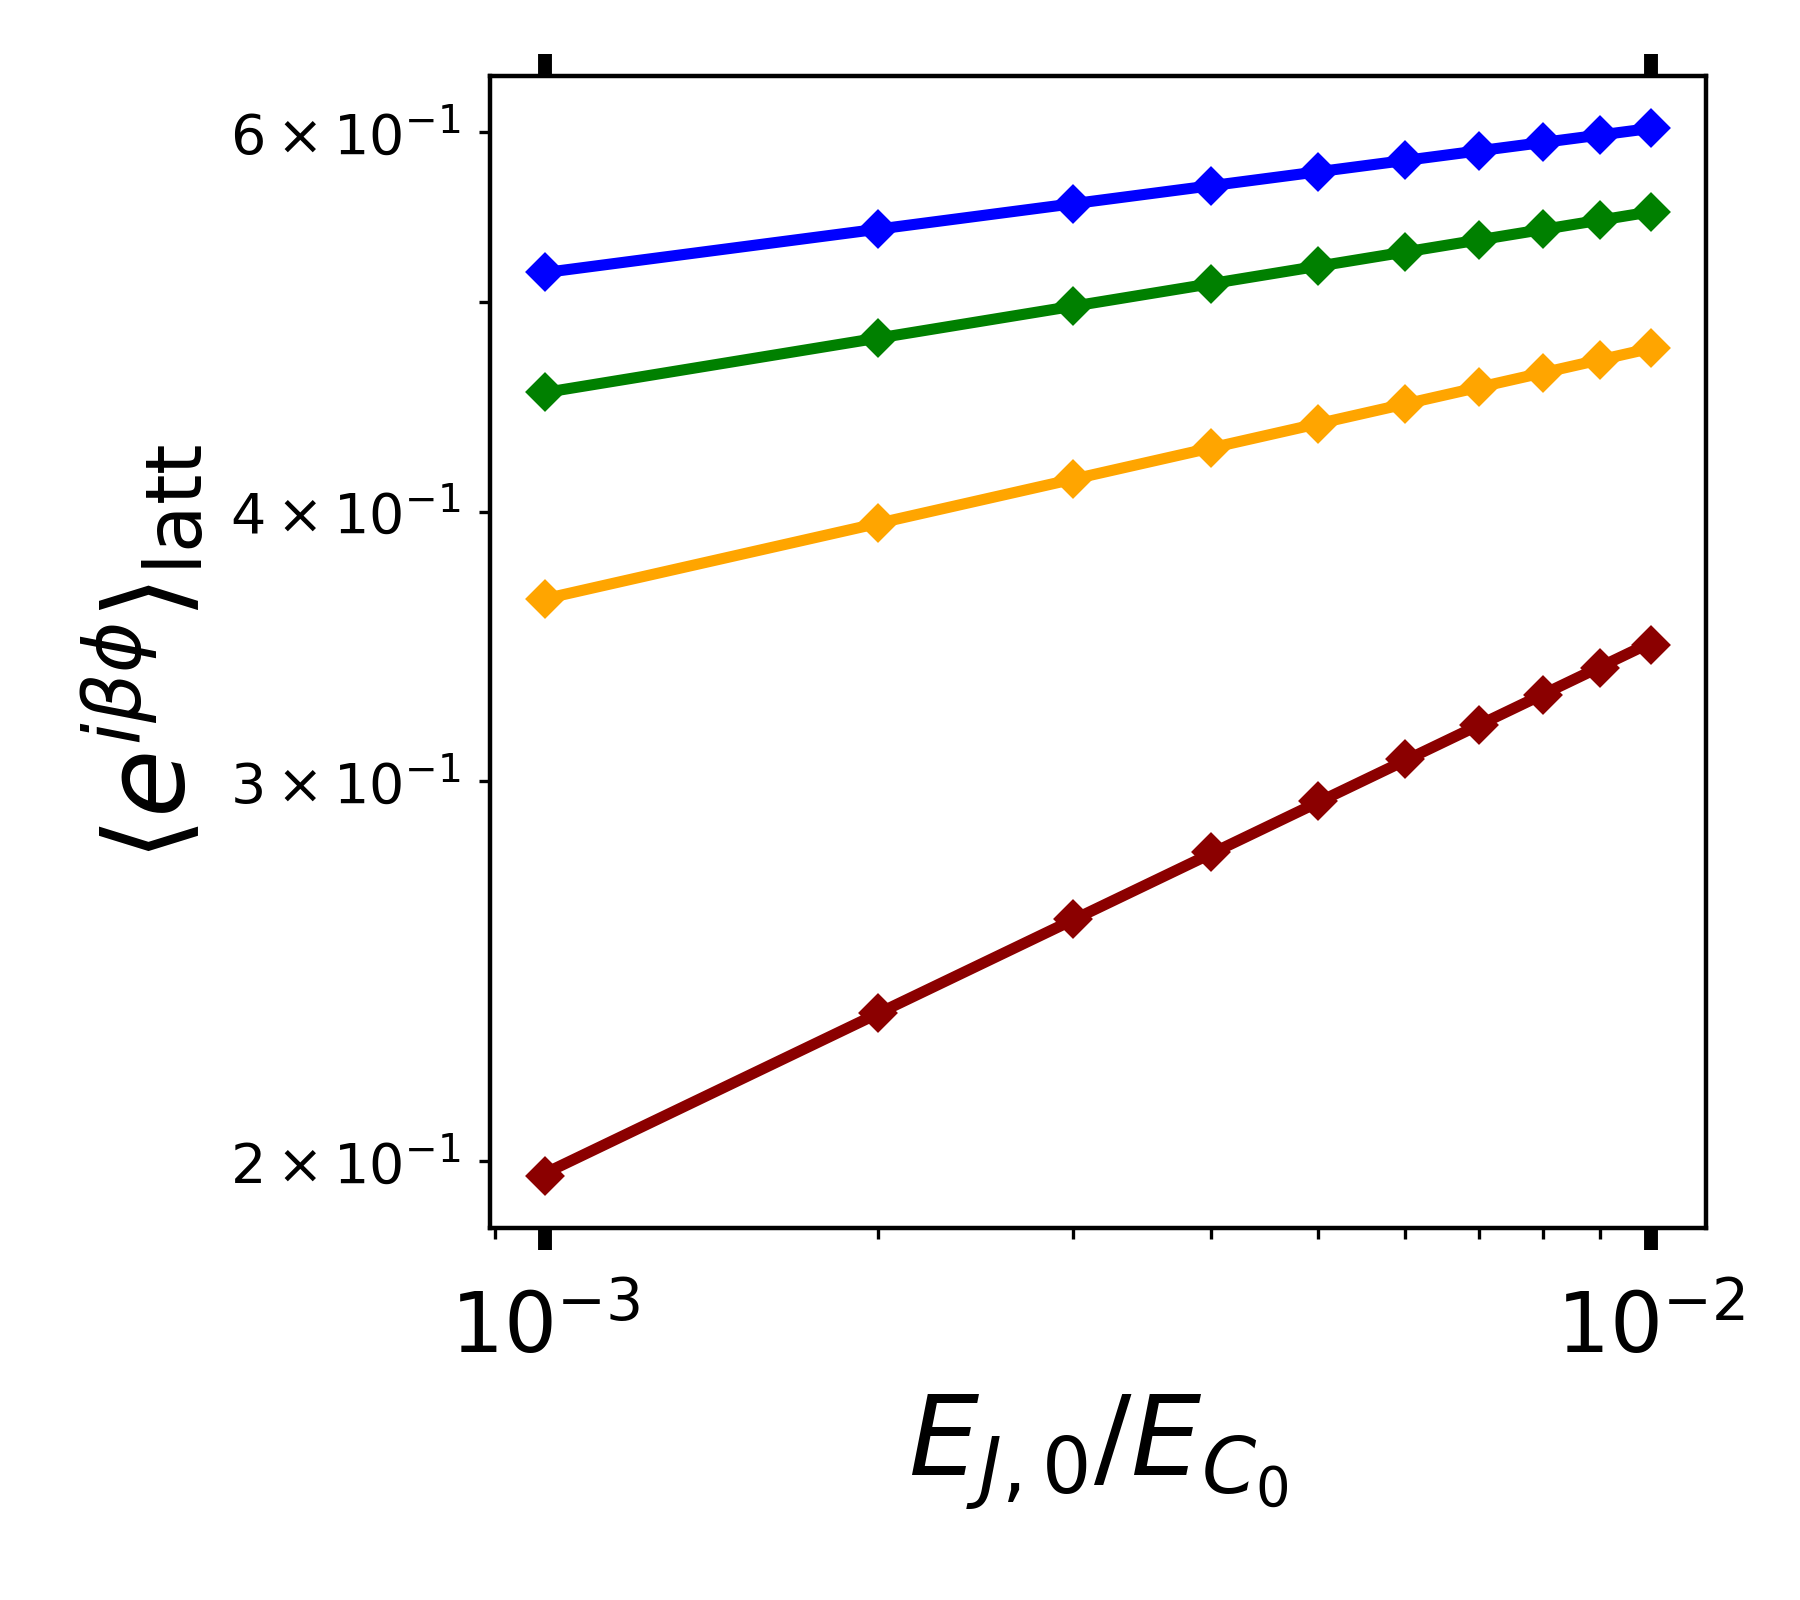 6 × 10⁻¹
4 × 10⁻¹
3 × 10⁻¹
2 × 10⁻¹
⟨e^{iβϕ}⟩_{latt}
10⁻³
10⁻²
E_{J,0}/E_{C_0}